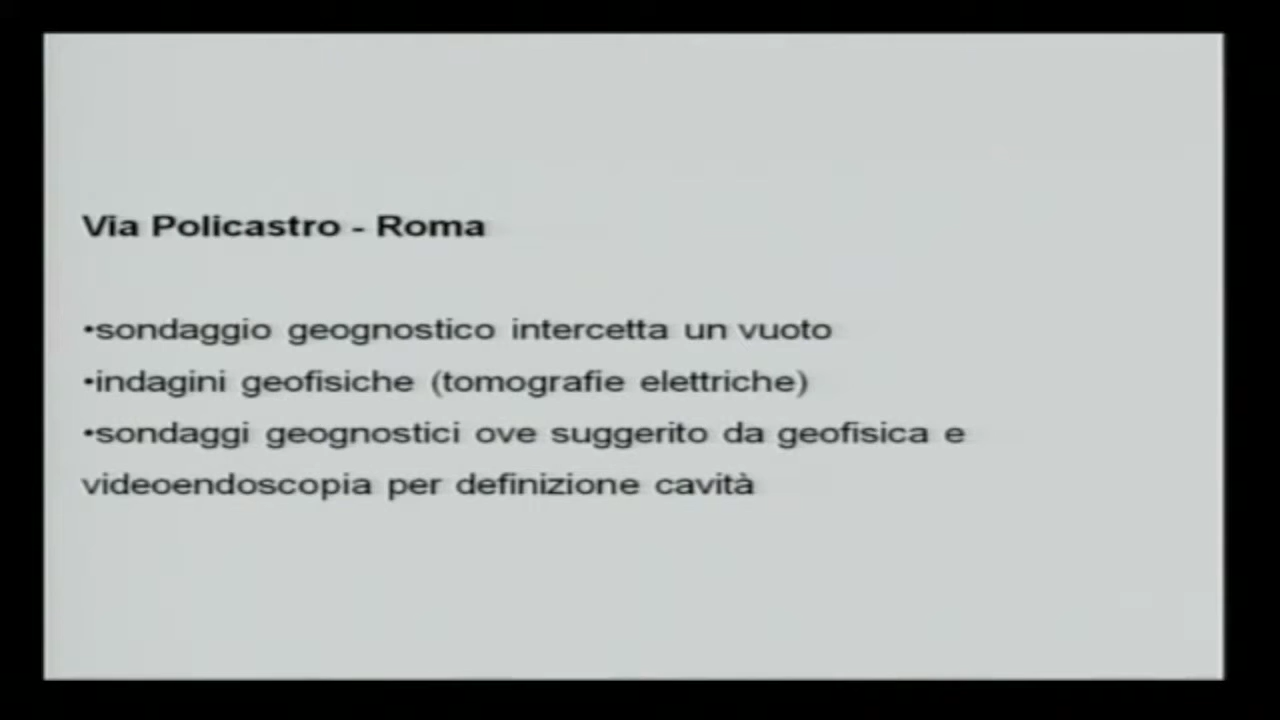 Via Policastro - Roma
•sondaggio geognostico intercetta un vuoto
•indagini geofisiche (tomografie elettriche)
•sondaggi geognostici ove suggerito da geofisica e
videoendoscopia per definizione cavità